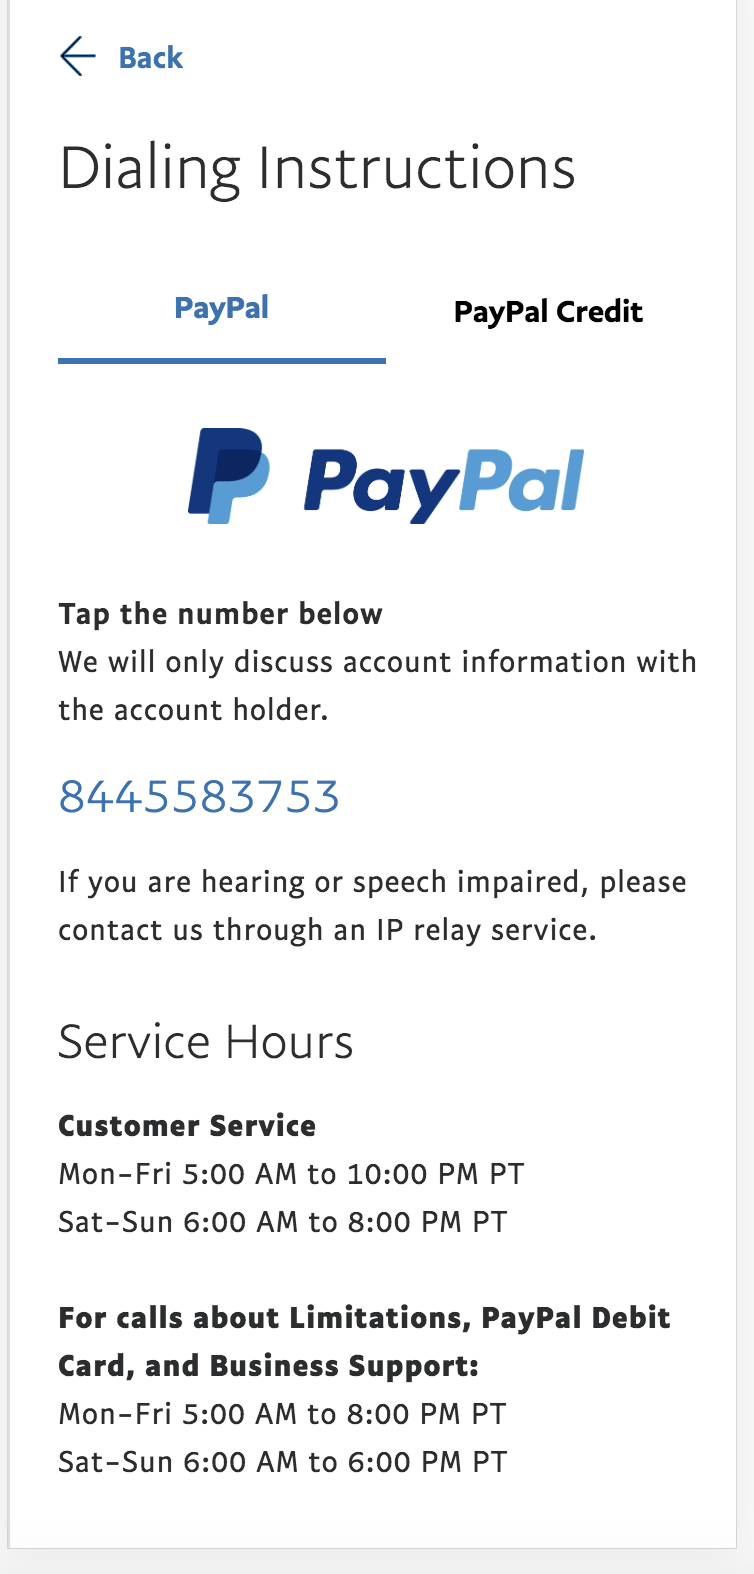 Back
Dialing Instructions
PayPal
PayPal Credit
PayPal
Tap the number below
We will only discuss account information with
the account holder.
8445583753
If you are hearing or speech impaired, please
contact us through an IP relay service.
Service Hours
Customer Service
Mon-Fri 5:00 AM to 10:00 PM PT
Sat-Sun 6:00 AM to 8:00 PM PT
For calls about Limitations, PayPal Debit
Card, and Business Support:
Mon-Fri 5:00 AM to 8:00 PM PT
Sat-Sun 6:00 AM to 6:00 PM PT